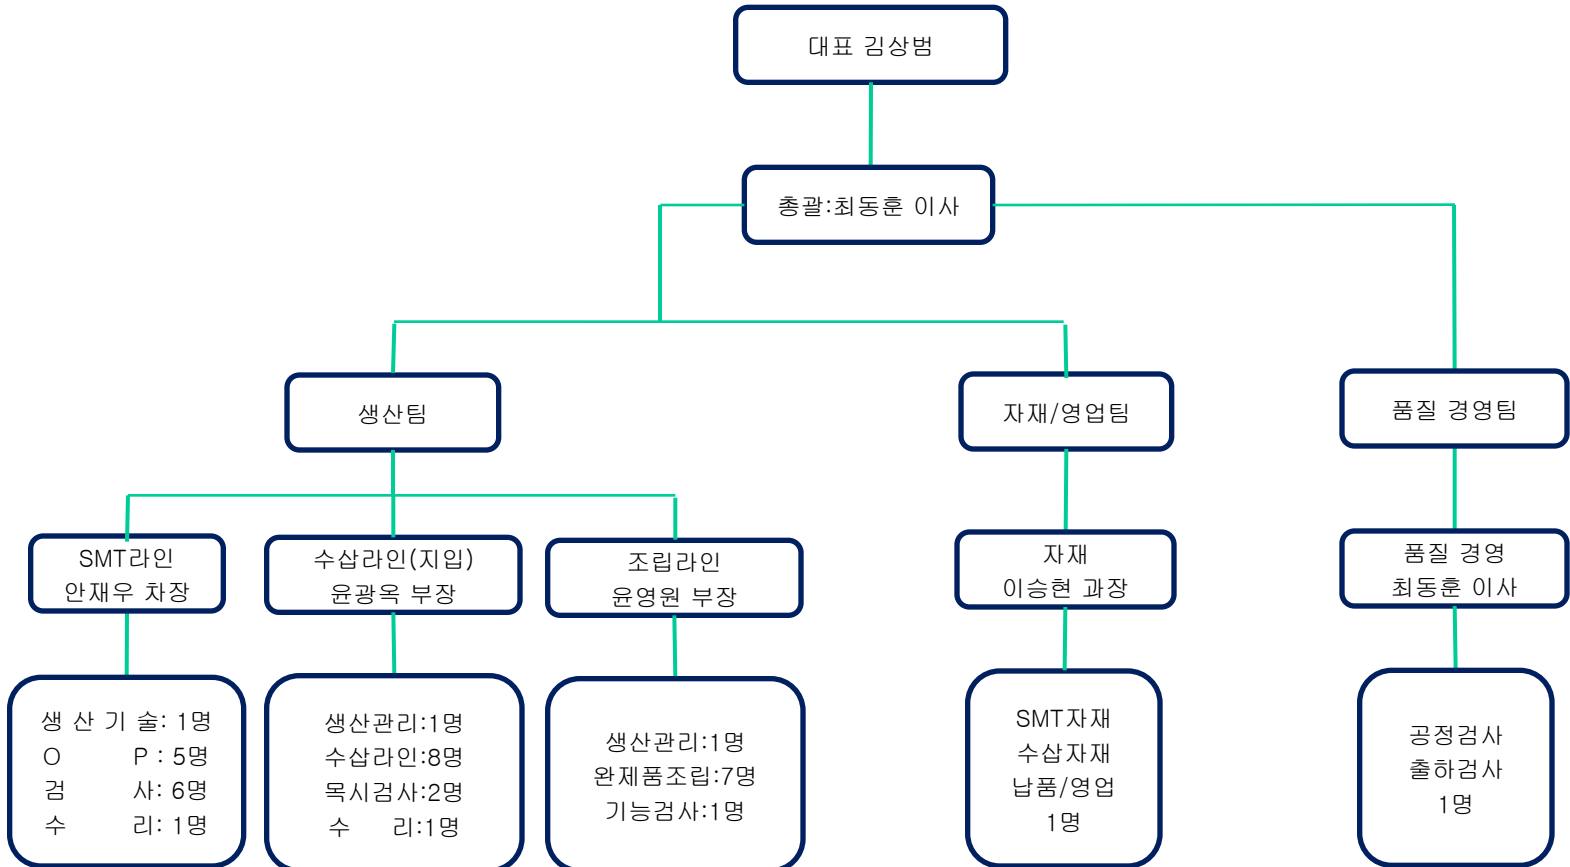 대표 김상범
총괄:최동훈 이사
생산팀
자재/영업팀
품질 경영팀
SMT라인
안재우 차장
수삽라인(지입)
윤광옥 부장
조립라인
윤영원 부장
자재
이승현 과장
품질 경영
최동훈 이사
생 산 기 술: 1명
O P : 5명
검 사: 6명
수 리: 1명
생산관리:1명
수삽라인:8명
목시검사:2명
수 리:1명
생산관리:1명
완제품조립:7명
기능검사:1명
SMT자재
수삽자재
납품/영업
1명
공정검사
출하검사
1명